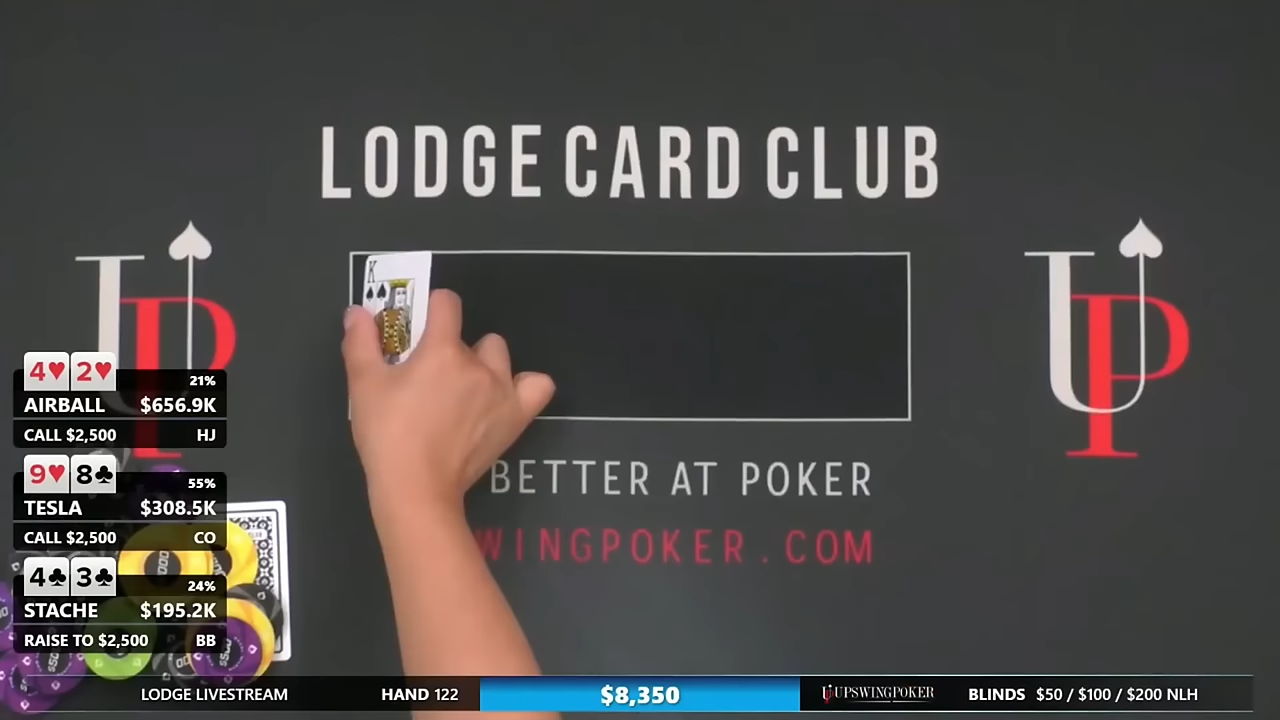 LODGE CARD CLUB
K
BETTER AT POKER
WINGPOKER.COM
UP
UP
4♥ 2♥
21%
AIRBALL $656.9K
CALL $2,500 HJ
9♥ 8♣
55%
TESLA $308.5K
CALL $2,500 CO
4♣ 3♣
24%
STACHE $195.2K
RAISE TO $2,500 BB
LODGE LIVESTREAM HAND 122 $8,350 UPSWINGPOKER BLINDS $50 / $100 / $200 NLH